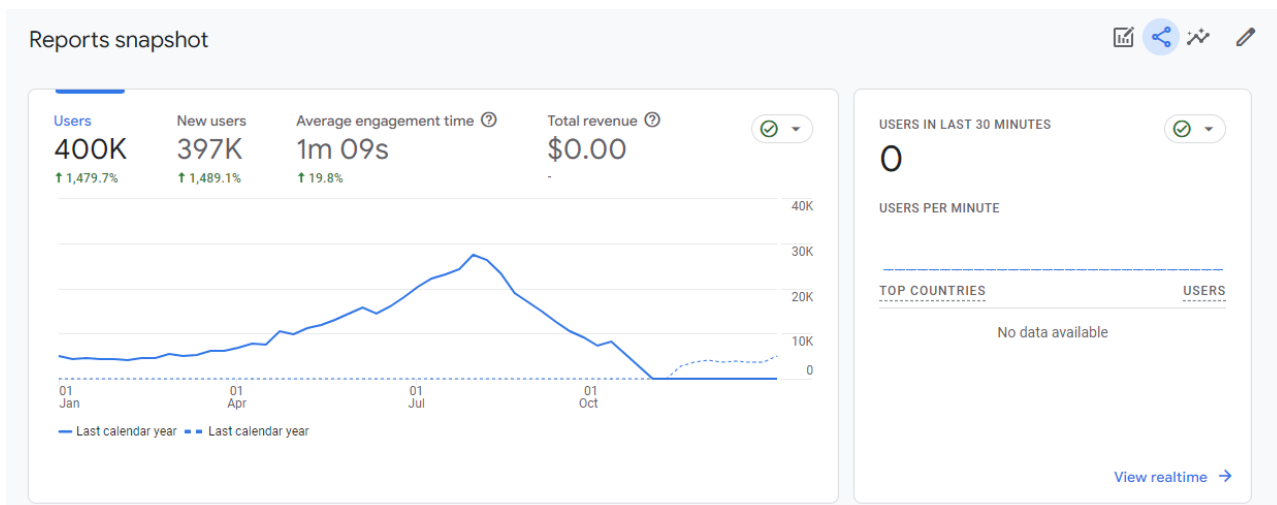 Reports snapshot
Users New users Average engagement time Total revenue
400K 397K 1m 09s $0.00
↑ 1,479.7% ↑ 1,489.1% ↑ 19.8% -
40K
30K
20K
10K
0
01 01 01 01
Jan Apr Jul Oct
Last calendar year Last calendar year
USERS IN LAST 30 MINUTES
0
USERS PER MINUTE
TOP COUNTRIES USERS
No data available
View realtime →